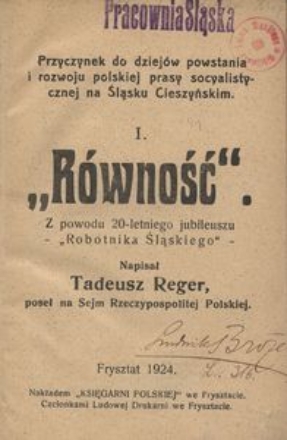 Pracownia Śląska
Przyczynek do dziejów powstania
i rozwoju polskiej prasy socyalisty-
cznej na Śląsku Cieszyńskim.
I.
„Równość“.
Z powodu 20-letniego jubileuszu
- „Robotnika Śląskiego“ -
Napisał
Tadeusz Reger,
poseł na Sejm Rzeczypospolitej Polskiej.
Frysztat 1924.
Nakładem „KSIĘGARNI POLSKIEJ“ we Frysztacie.
Czcionkami Ludowej Drukarni we Frysztacie.